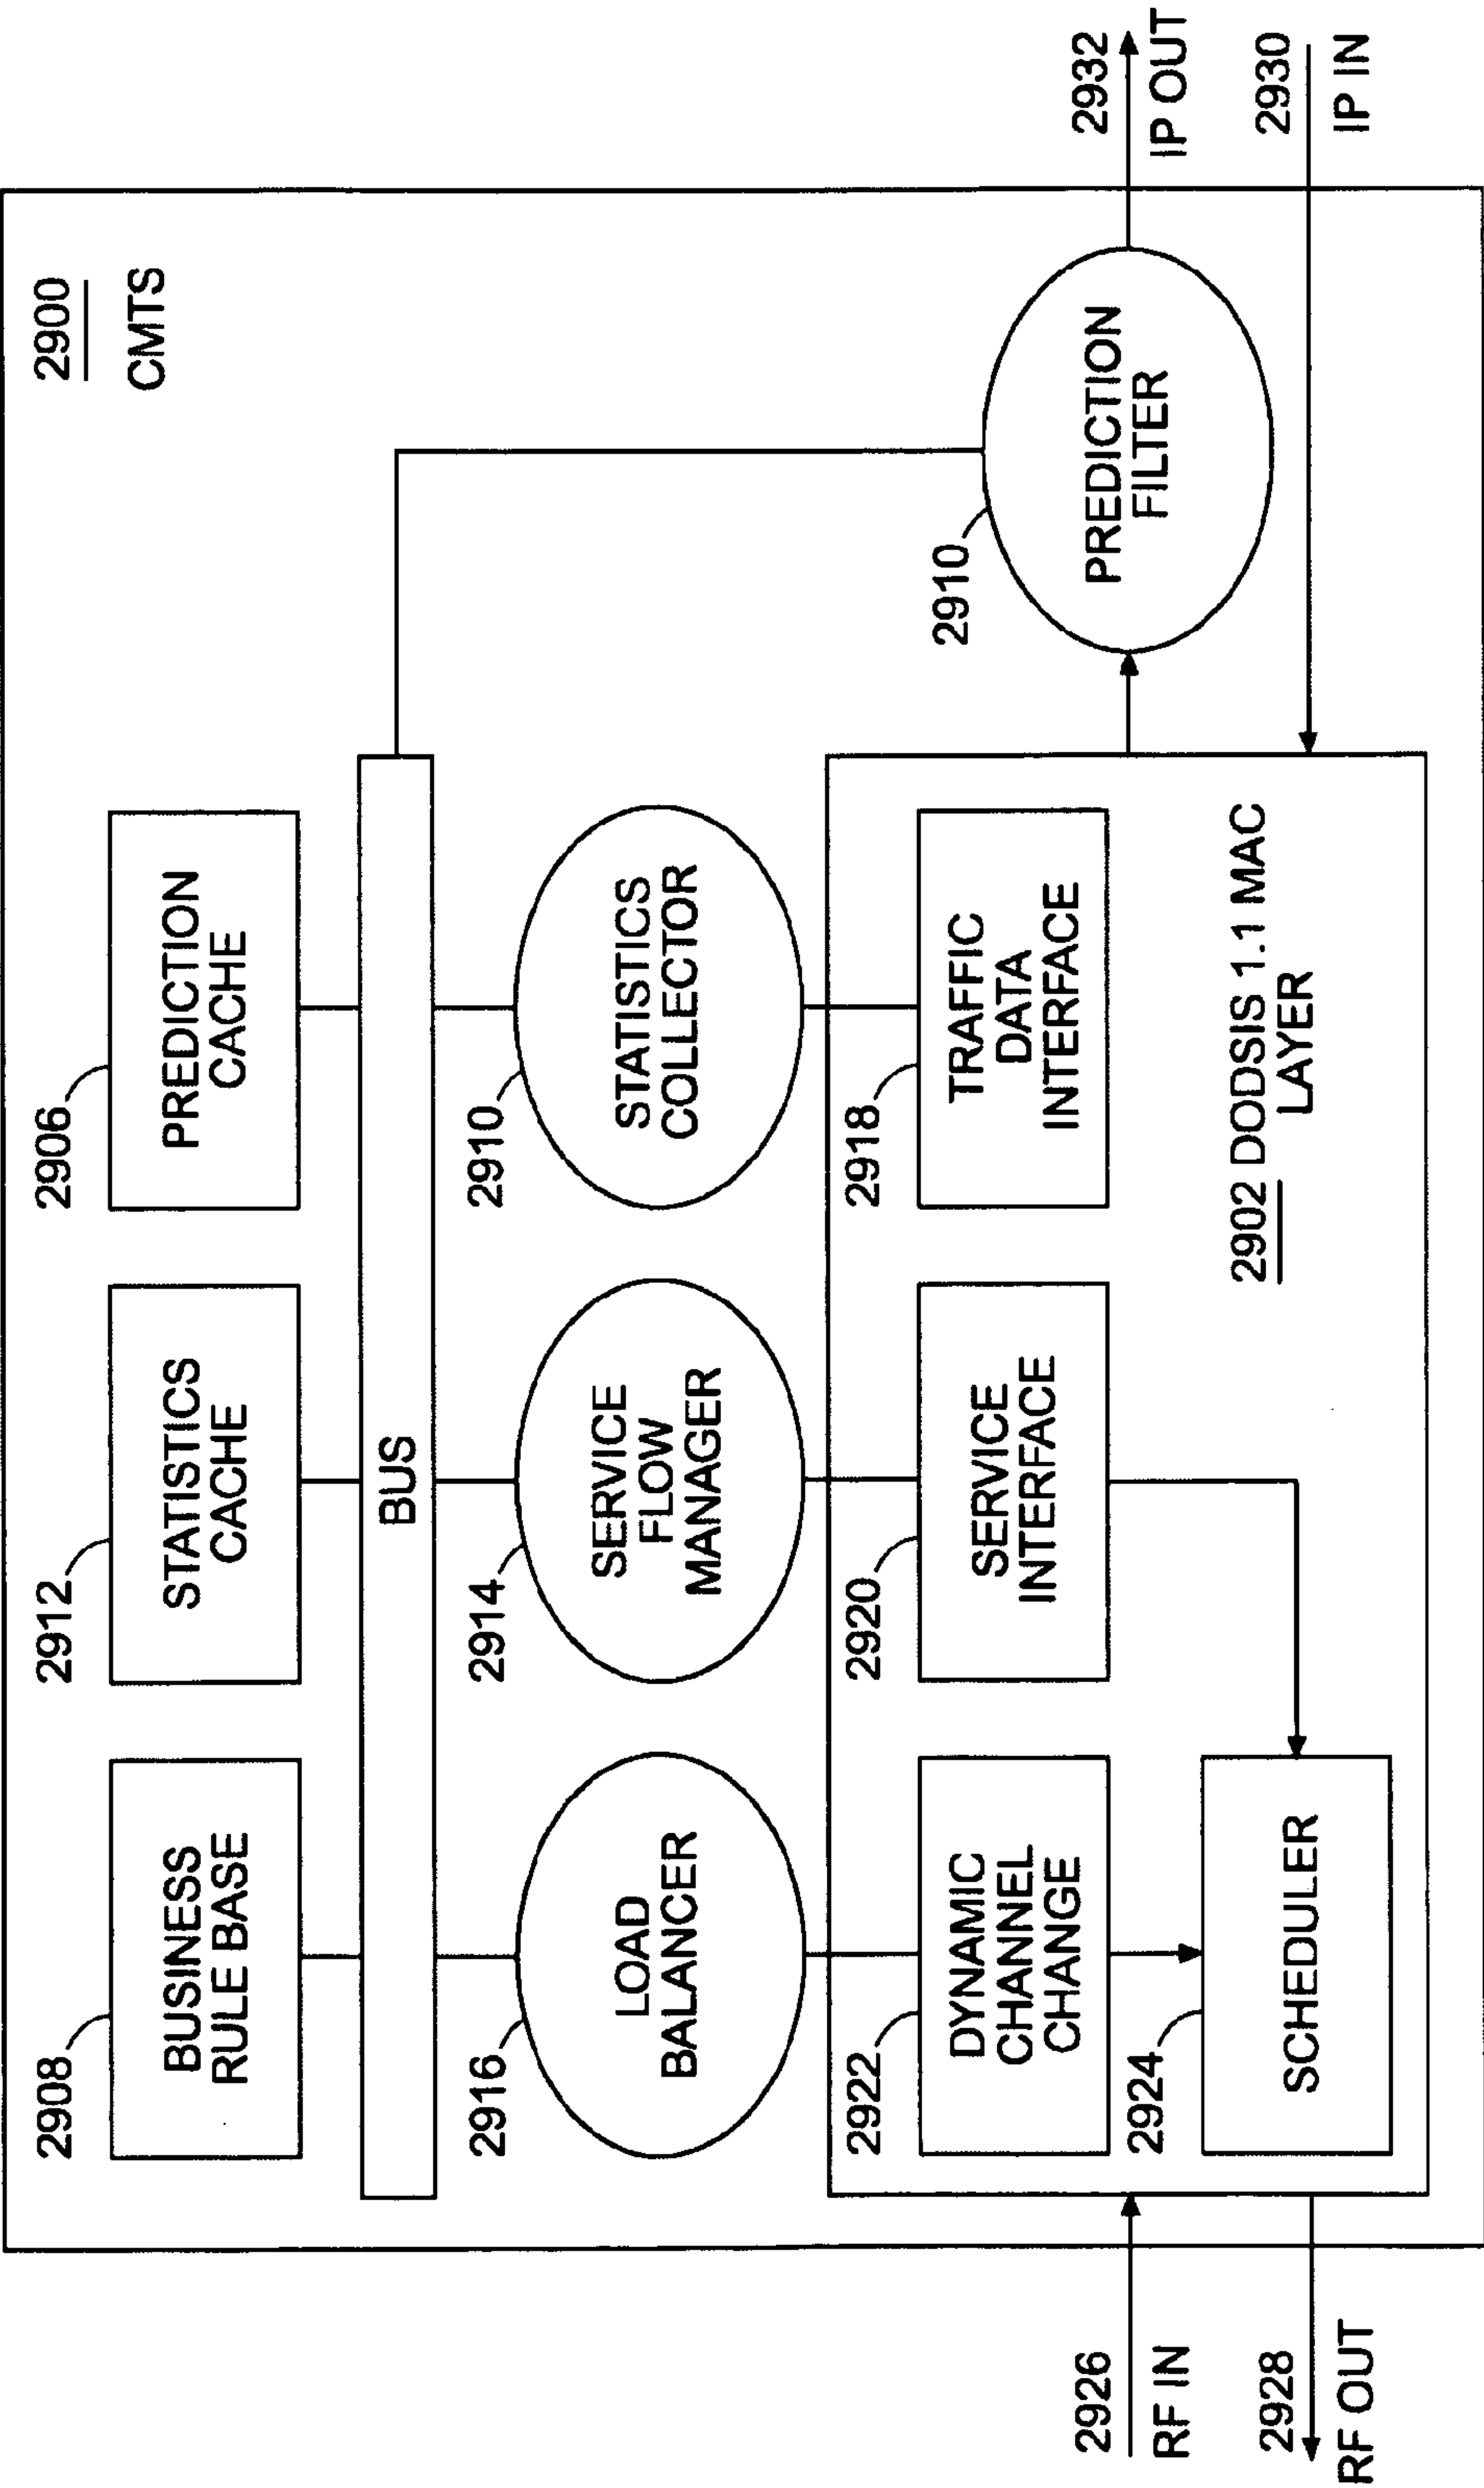 2900
CMTS
2908
BUSINESS
RULE BASE
2912
STATISTICS
CACHE
2906
PREDICTION
CACHE
BUS
2916
LOAD
BALANCER
2914
SERVICE
FLOW
MANAGER
2910
STATISTICS
COLLECTOR
2922
DYNAMIC
CHANNEL
CHANGE
2920
SERVICE
INTERFACE
2918
TRAFFIC
DATA
INTERFACE
2910
PREDICTION
FILTER
2924
SCHEDULER
2902 DODSIS 1.1 MAC
LAYER
2926
RF IN
2928
RF OUT
2932
IP OUT
2930
IP IN